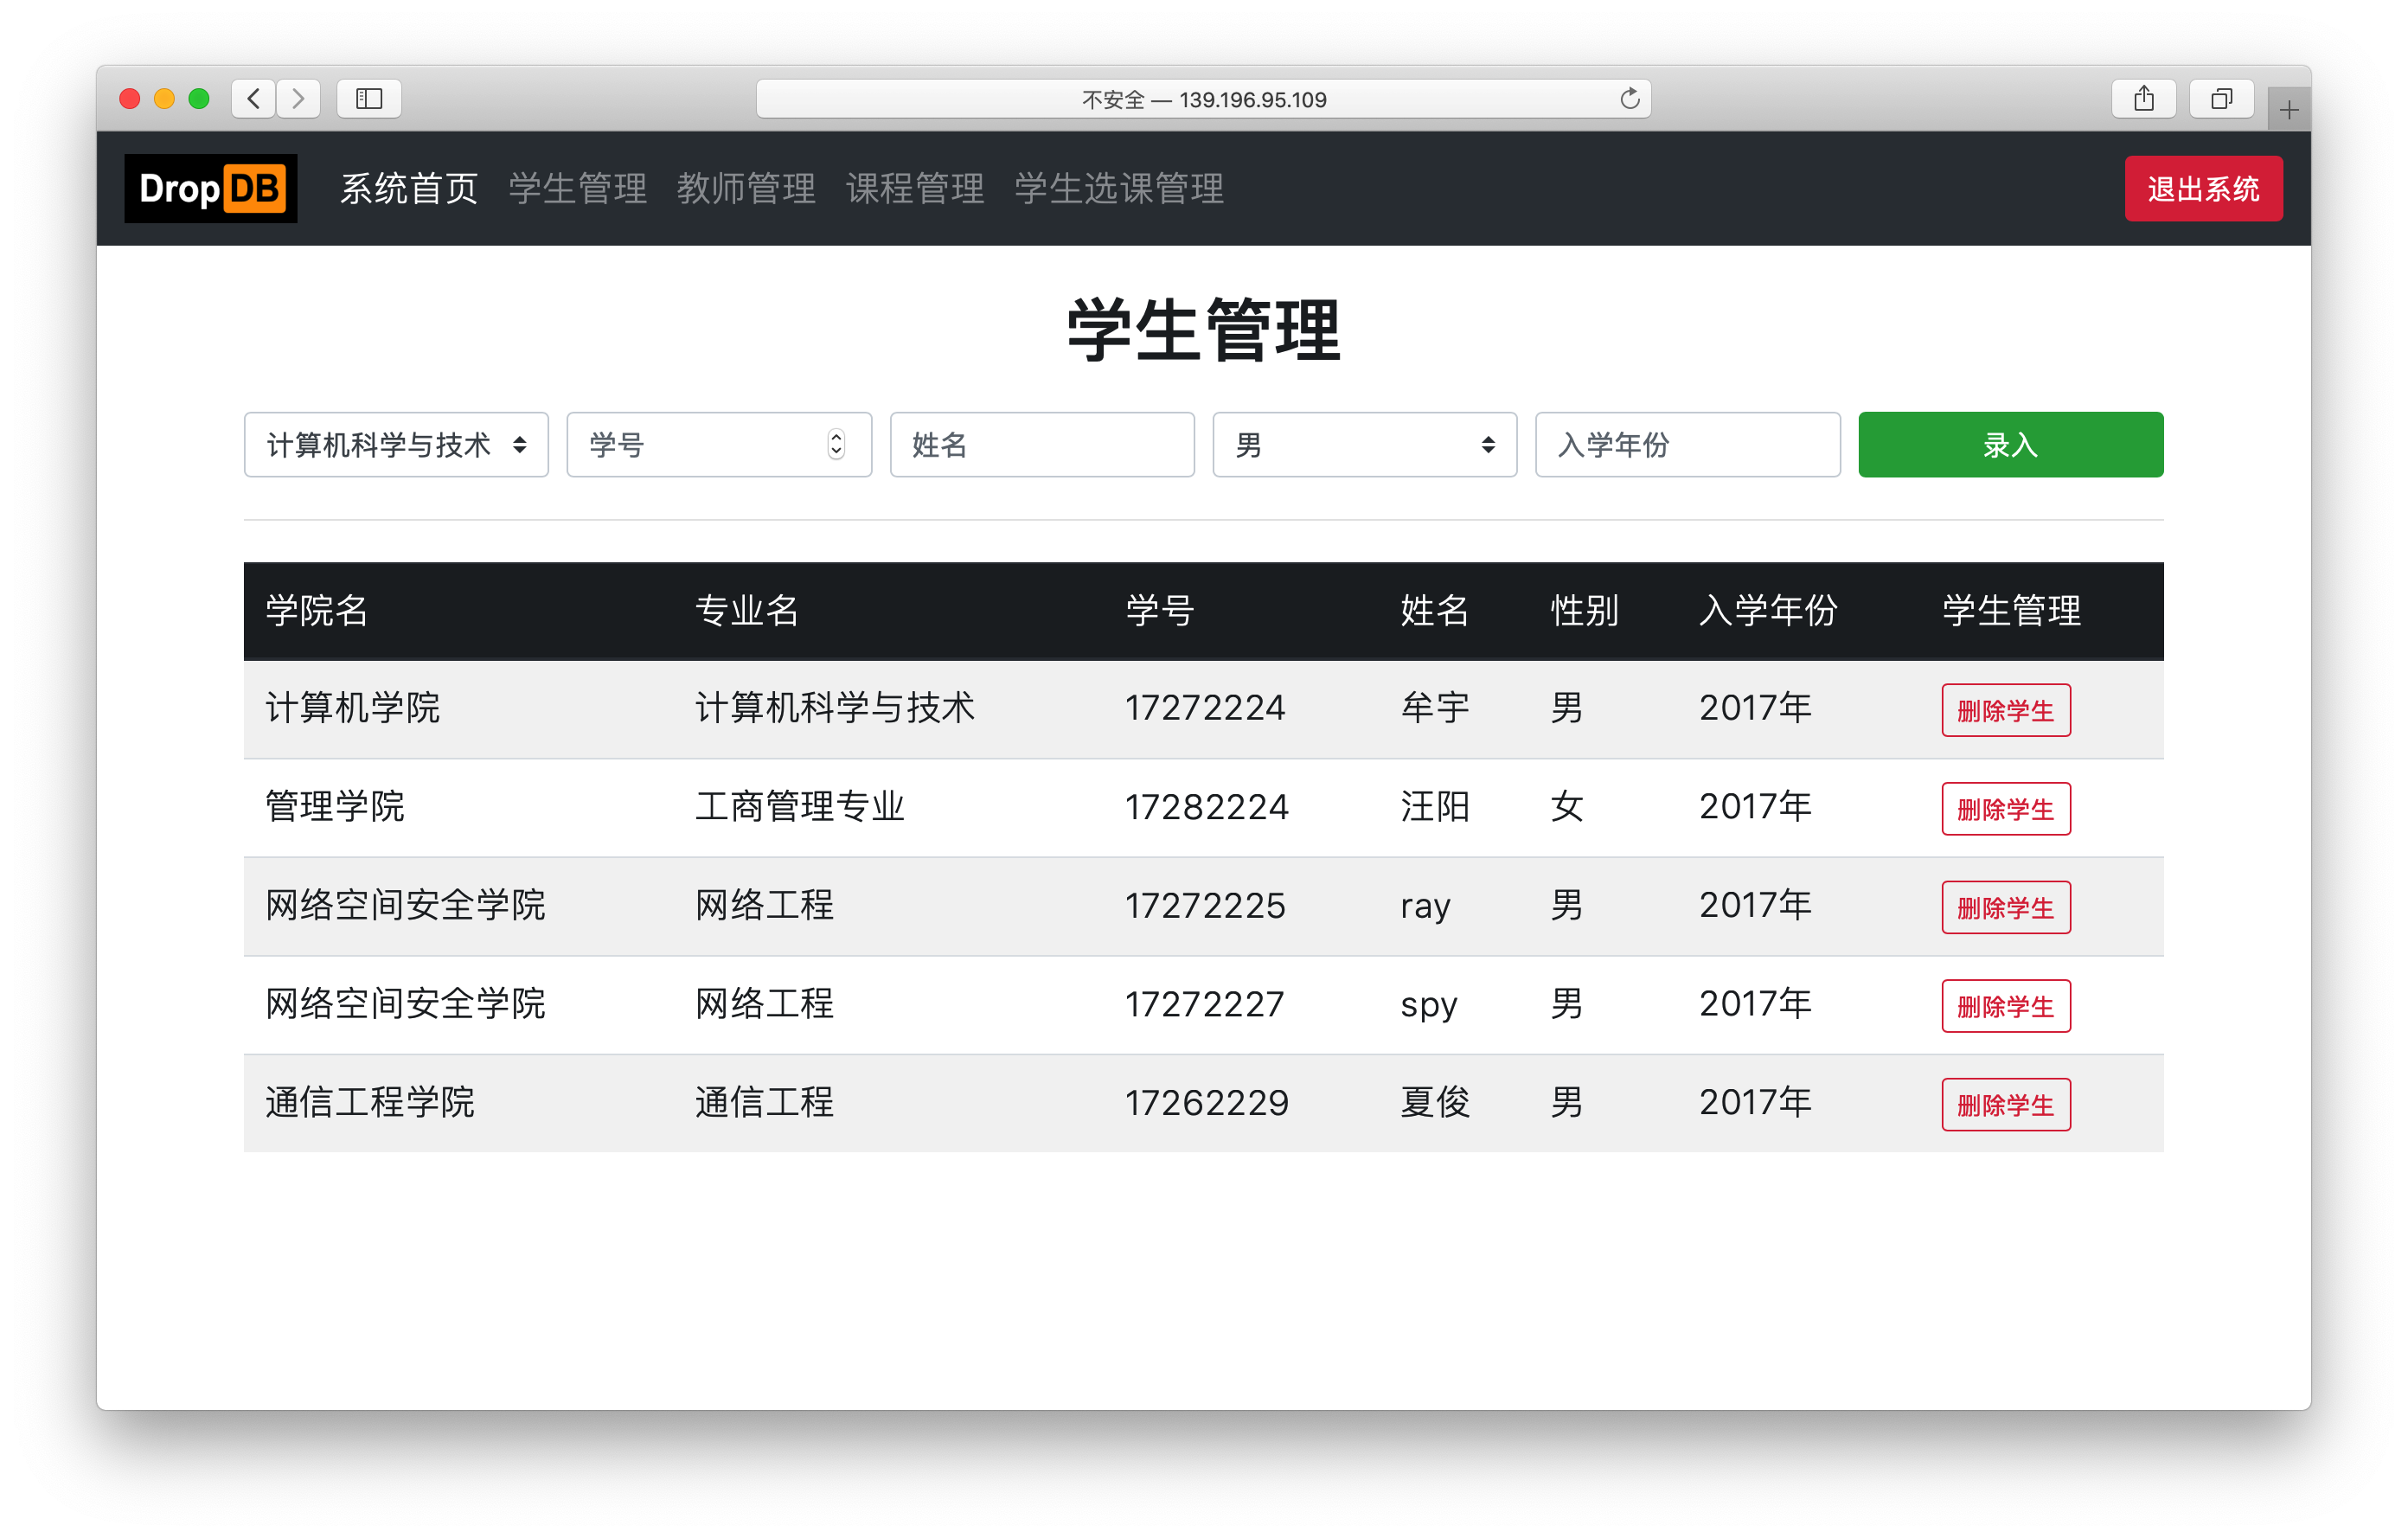 不安全 — 139.196.95.109
DropDB 系统首页 学生管理 教师管理 课程管理 学生选课管理 退出系统
学生管理
计算机科学与技术 学号 姓名 男 入学年份 录入
学院名 专业名 学号 姓名 性别 入学年份 学生管理
计算机学院 计算机科学与技术 17272224 牟宇 男 2017年 删除学生
管理学院 工商管理专业 17282224 汪阳 女 2017年 删除学生
网络空间安全学院 网络工程 17272225 ray 男 2017年 删除学生
网络空间安全学院 网络工程 17272227 spy 男 2017年 删除学生
通信工程学院 通信工程 17262229 夏俊 男 2017年 删除学生